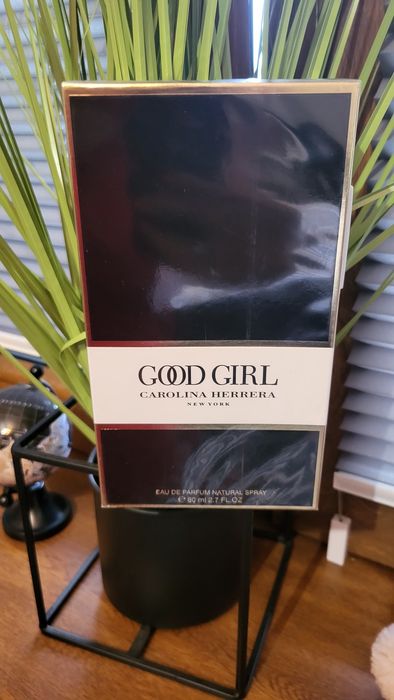 GOOD GIRL
CAROLINA HERRERA
NEW YORK
EAU DE PARFUM NATURAL SPRAY
℮ 80 ml 2.7 FL.OZ